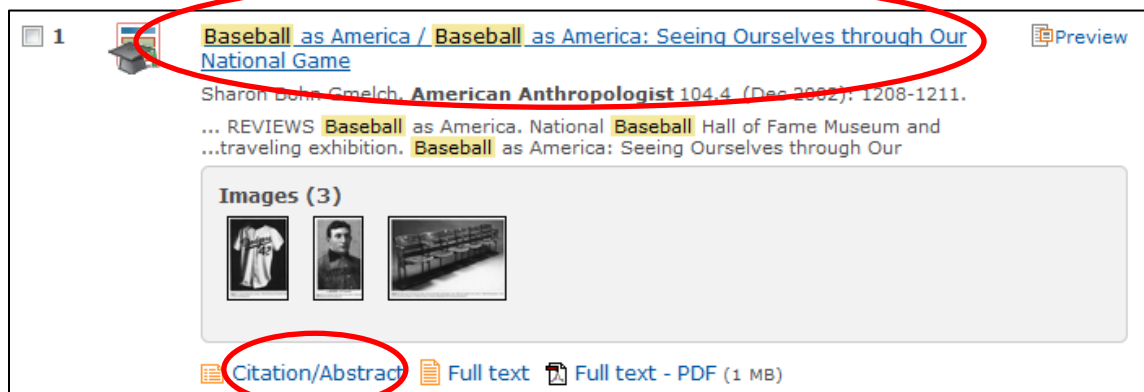 1 Baseball as America / Baseball as America: Seeing Ourselves through Our Preview
National Game
Sharon Bohn Gmelch. American Anthropologist 104.4 (Dec 2002): 1208-1211.
... REVIEWS Baseball as America. National Baseball Hall of Fame Museum and
...traveling exhibition. Baseball as America: Seeing Ourselves through Our
Images (3)
42
Citation/Abstract Full text Full text - PDF (1 MB)